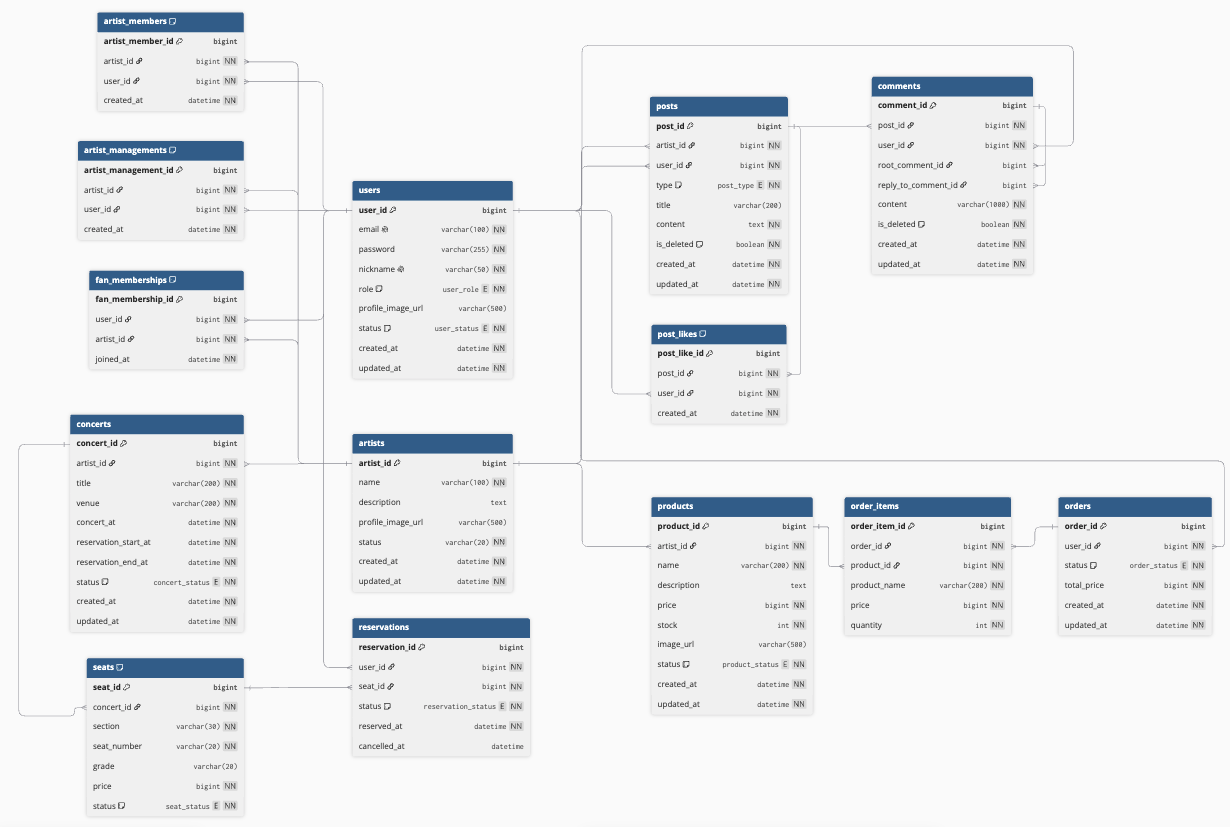 artist_members
artist_member_id bigint
artist_id bigint NN
user_id bigint NN
created_at datetime NN
artist_managements
artist_management_id bigint
artist_id bigint NN
user_id bigint NN
created_at datetime NN
fan_memberships
fan_membership_id bigint
user_id bigint NN
artist_id bigint NN
joined_at datetime NN
concerts
concert_id bigint
artist_id bigint NN
title varchar(200) NN
venue varchar(200) NN
concert_at datetime NN
reservation_start_at datetime NN
reservation_end_at datetime NN
status concert_status E NN
created_at datetime NN
updated_at datetime NN
seats
seat_id bigint
concert_id bigint NN
section varchar(30) NN
seat_number varchar(20) NN
grade varchar(20)
price bigint NN
status seat_status E NN
users
user_id bigint
email varchar(100) NN
password varchar(255) NN
nickname varchar(50) NN
role user_role E NN
profile_image_url varchar(500)
status user_status E NN
created_at datetime NN
updated_at datetime NN
artists
artist_id bigint
name varchar(100) NN
description text
profile_image_url varchar(500)
status varchar(20) NN
created_at datetime NN
updated_at datetime NN
reservations
reservation_id bigint
user_id bigint NN
seat_id bigint NN
status reservation_status E NN
reserved_at datetime NN
cancelled_at datetime
posts
post_id bigint
artist_id bigint NN
user_id bigint NN
type post_type E NN
title varchar(200)
content text NN
is_deleted boolean NN
created_at datetime NN
updated_at datetime NN
comments
comment_id bigint
post_id bigint NN
user_id bigint NN
root_comment_id bigint NN
reply_to_comment_id bigint NN
content varchar(1000) NN
is_deleted boolean NN
created_at datetime NN
updated_at datetime NN
post_likes
post_like_id bigint
post_id bigint NN
user_id bigint NN
created_at datetime NN
products
product_id bigint
artist_id bigint NN
name varchar(200) NN
description text
price bigint NN
stock int NN
image_url varchar(500)
status product_status E NN
created_at datetime NN
updated_at datetime NN
order_items
order_item_id bigint
order_id bigint NN
product_id bigint NN
product_name varchar(200) NN
price bigint NN
quantity int NN
orders
order_id bigint
user_id bigint NN
status order_status E NN
total_price bigint NN
created_at datetime NN
updated_at datetime NN